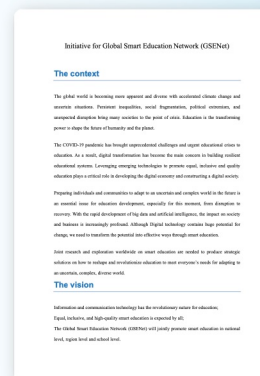 Initiative for Global Smart Education Network (GSENet)
The context
The global world is becoming more apparent and diverse with accelerated climate change and
uncertain situations. Persistent inequalities, social fragmentation, political extremism, and
unexpected disruption bring many societies to the point of crisis. Education is the transforming
power to shape the future of humanity and the planet.
The COVID-19 pandemic has brought unprecedented challenges and urgent educational crises to
education. As a result, digital transformation has become the main concern in building resilient
educational systems. Leveraging emerging technologies to promote equal, inclusive and quality
education plays a critical role in developing the digital economy and constructing a digital society.
Preparing individuals and communities to adapt to an uncertain and complex world in the future is
an essential issue for education development, especially for this moment, from disruption to
recovery. With the rapid development of big data and artificial intelligence, the impact on society
and business is increasingly profound. Although Digital technology contains huge potential for
change, we need to transform the potential into effective ways through smart education.
Joint research and exploration worldwide on smart education are needed to produce strategic
solutions on how to reshape and revolutionize education to meet everyone's needs for adapting to
an uncertain, complex, diverse world.
The vision
Information and communication technology has the revolutionary nature for education;
Equal, inclusive, and high-quality smart education is expected by all;
The Global Smart Education Network (GSENet) will jointly promote smart education in national
level, region level and school level.